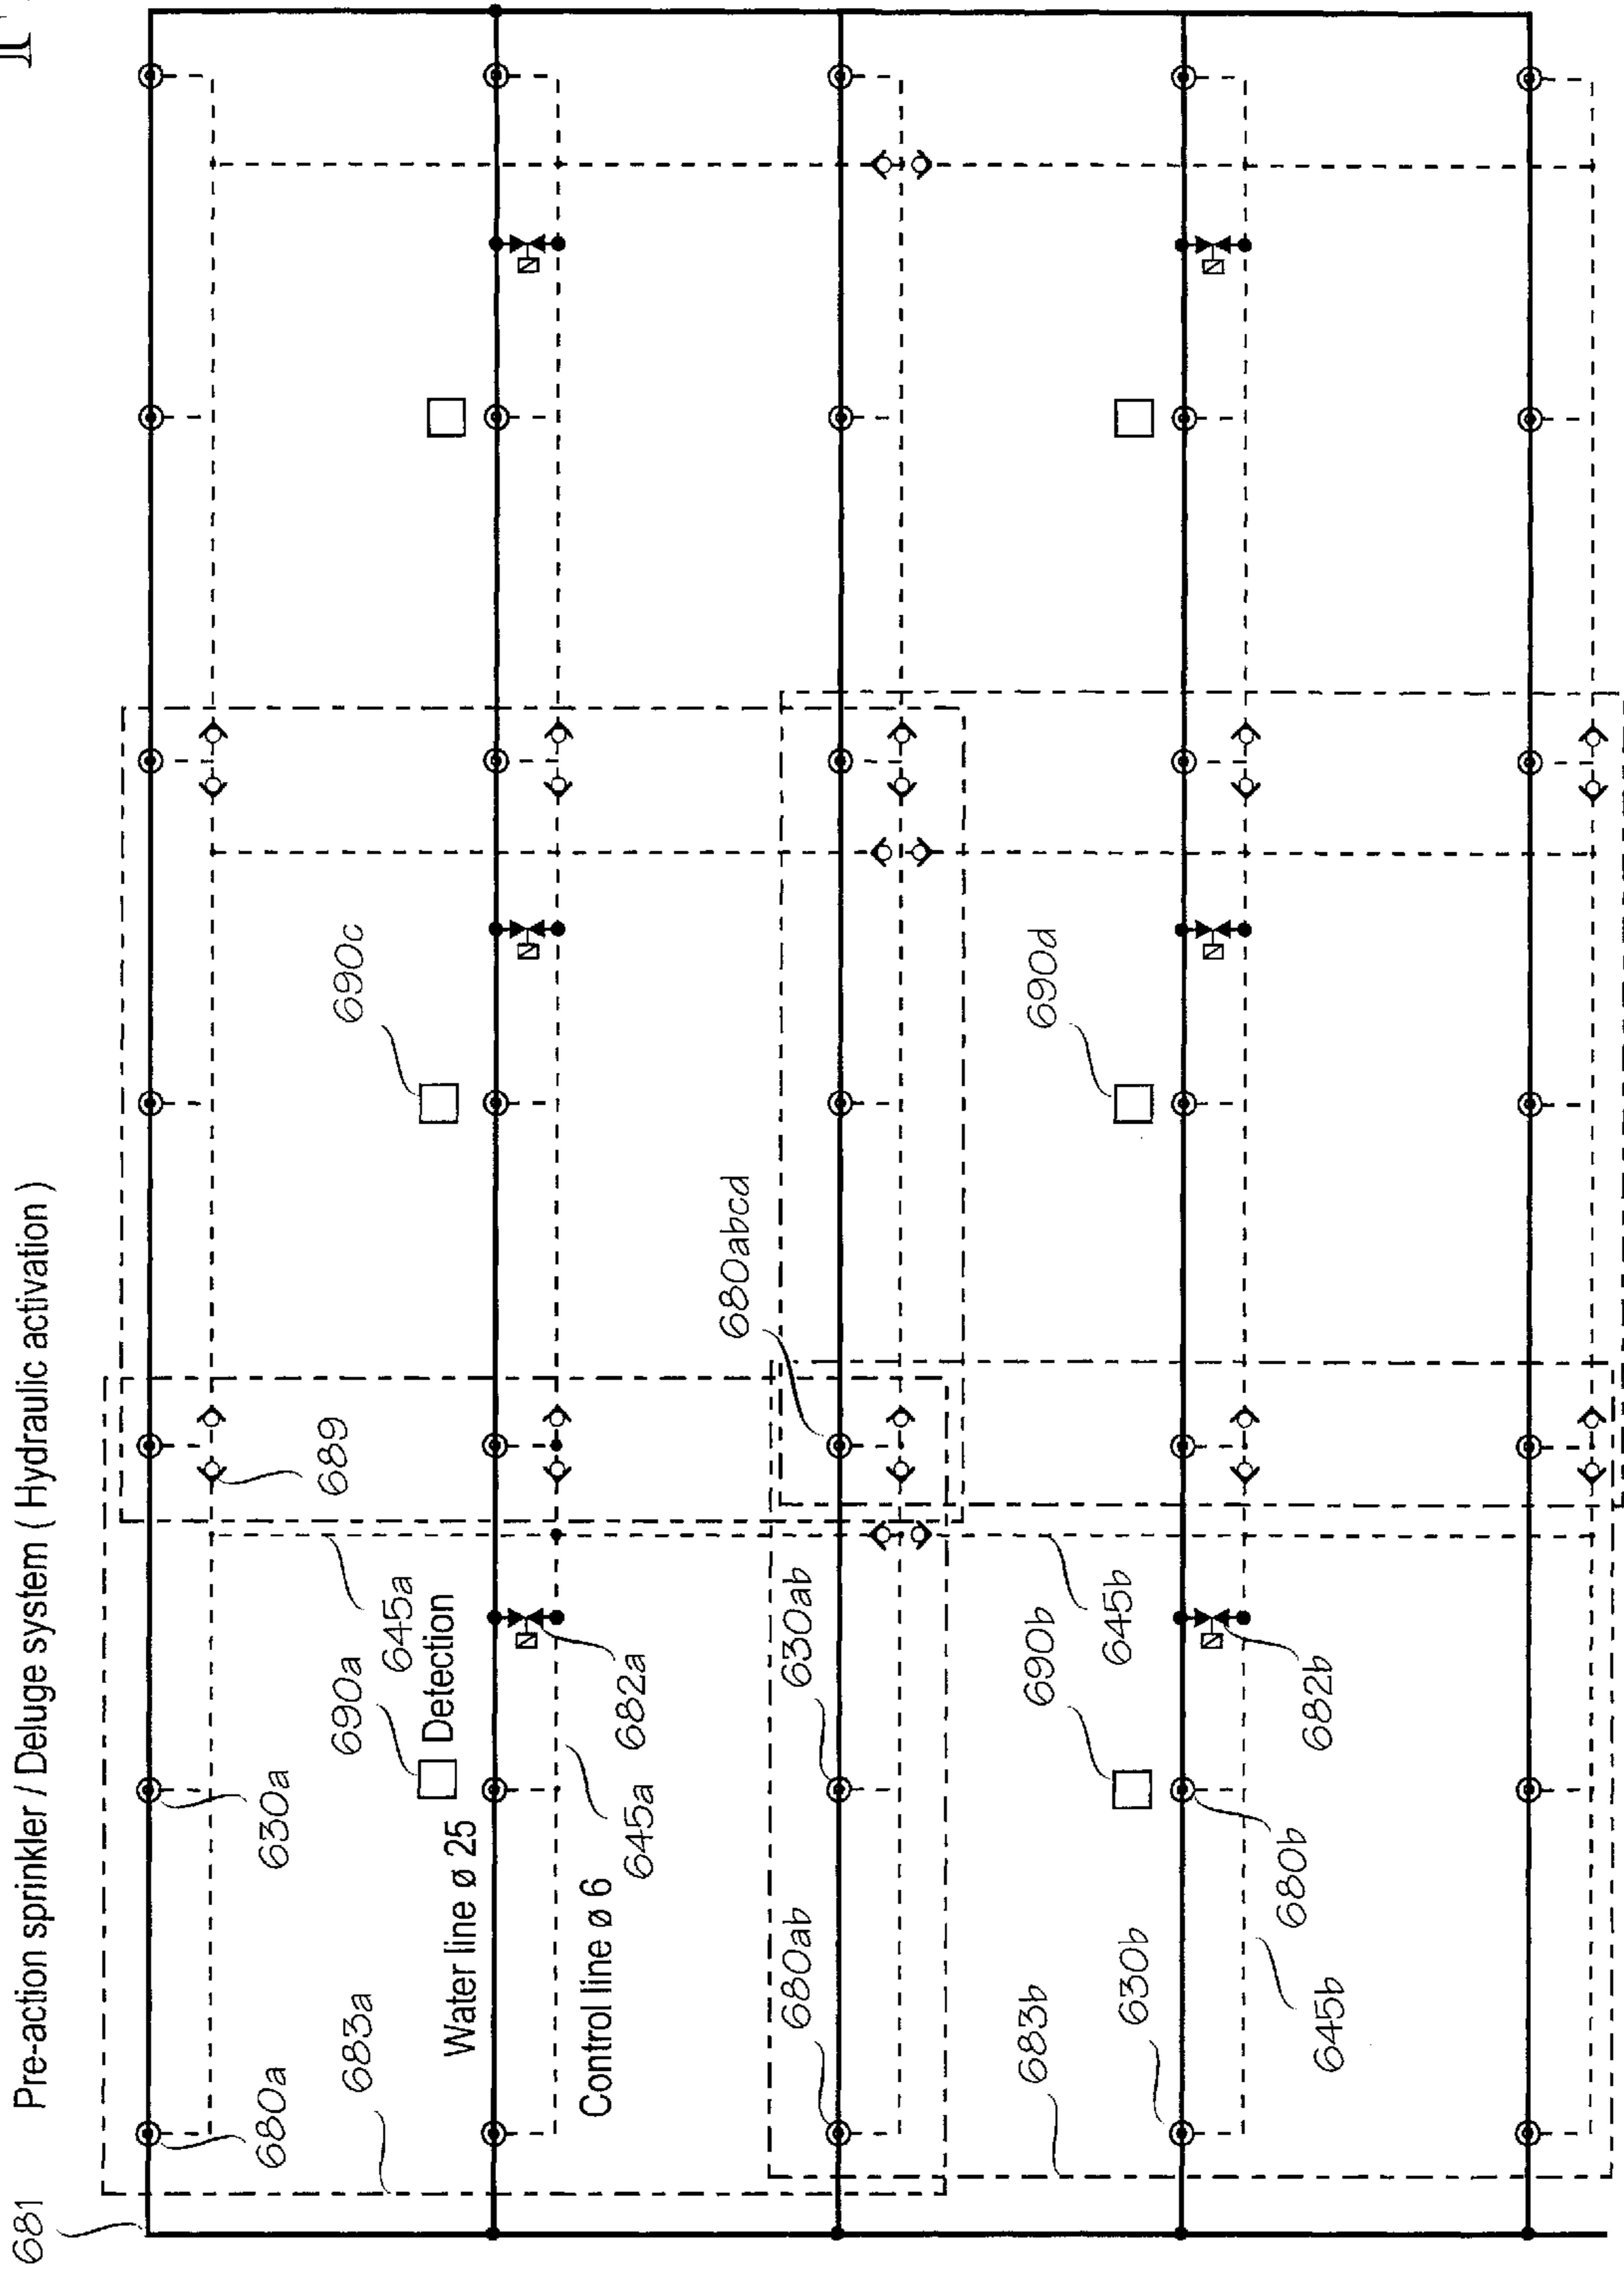 681
Pre-action sprinkler / Deluge system ( Hydraulic activation )
680a
630a
689
683a
690a
Detection
645a
690c
Water line ø 25
Control line ø 6
645a
682a
680ab
630ab
680abcd
683b
630b
690b
645b
690d
645b
680b
682b